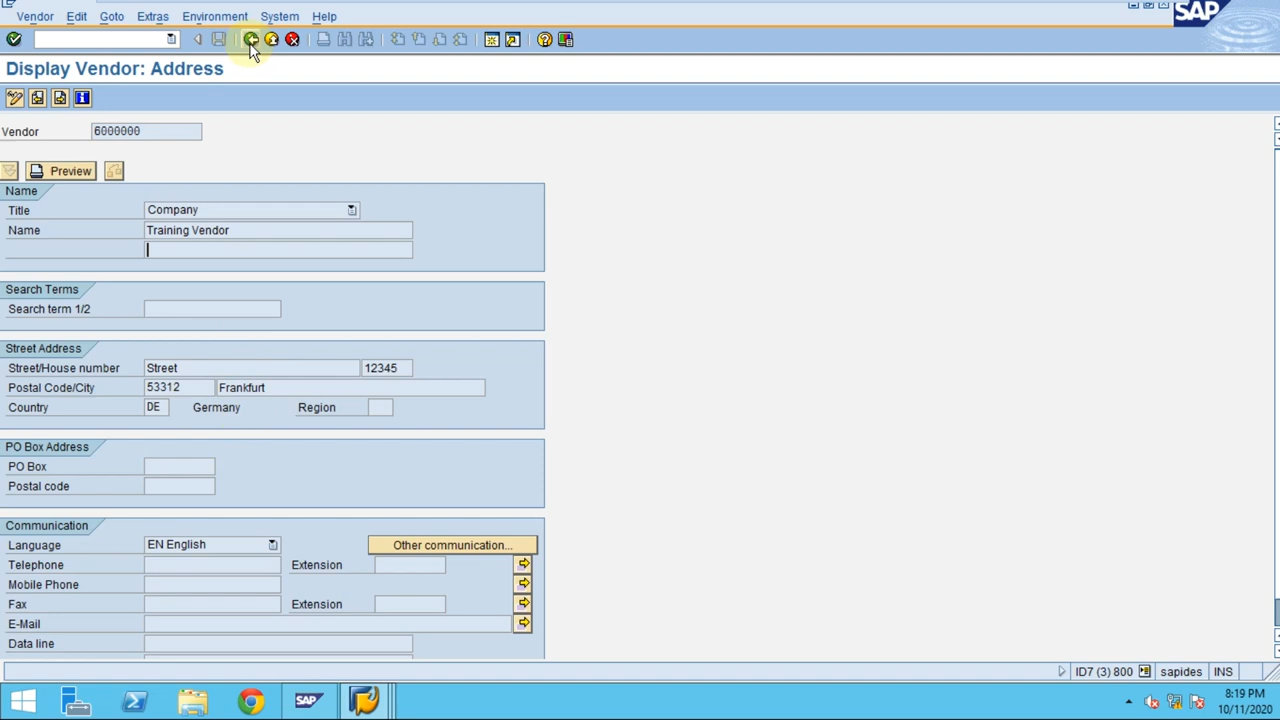 Vendor Edit Goto Extras Environment System Help
SAP
Display Vendor: Address
Vendor 6000000
Preview
Name
Title Company
Name Training Vendor
Search Terms
Search term 1/2
Street Address
Street/House number Street 12345
Postal Code/City 53312 Frankfurt
Country DE Germany Region
PO Box Address
PO Box
Postal code
Communication
Language EN English Other communication...
Telephone Extension
Mobile Phone
Fax Extension
E-Mail
Data line
ID7 (3) 800 sapides INS
SAP
8:19 PM
10/11/2020